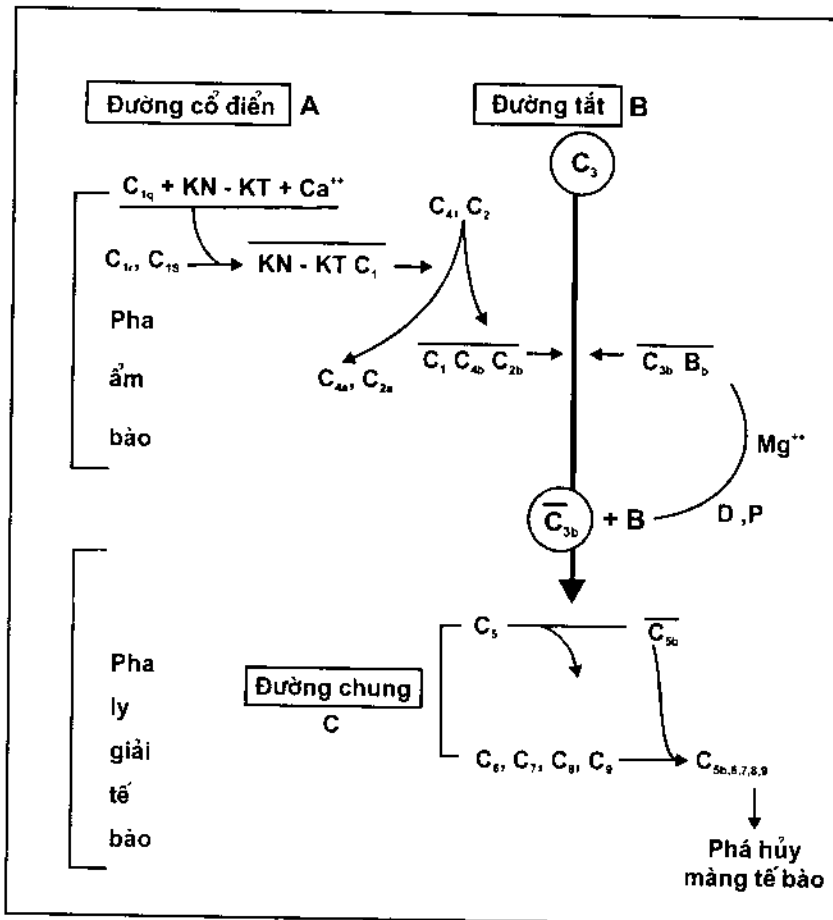 Đường cổ điển A
Đường tắt B
C₃
C₁q + KN - KT + Ca⁺⁺
C₄, C₂
C₁r, C₁s
KN - KT C₁
Pha
ẩm
bào
C₄a, C₂a
C₁ C₄b C₂b
C₃b Bb
Mg⁺⁺
C₃b + B
D ,P
C₅
C₅b
Pha
ly
giải
tế
bào
Đường chung
C
C₆, C₇, C₈, C₉
C₅b,₆,₇,₈,₉
Phá hủy
màng tế bào